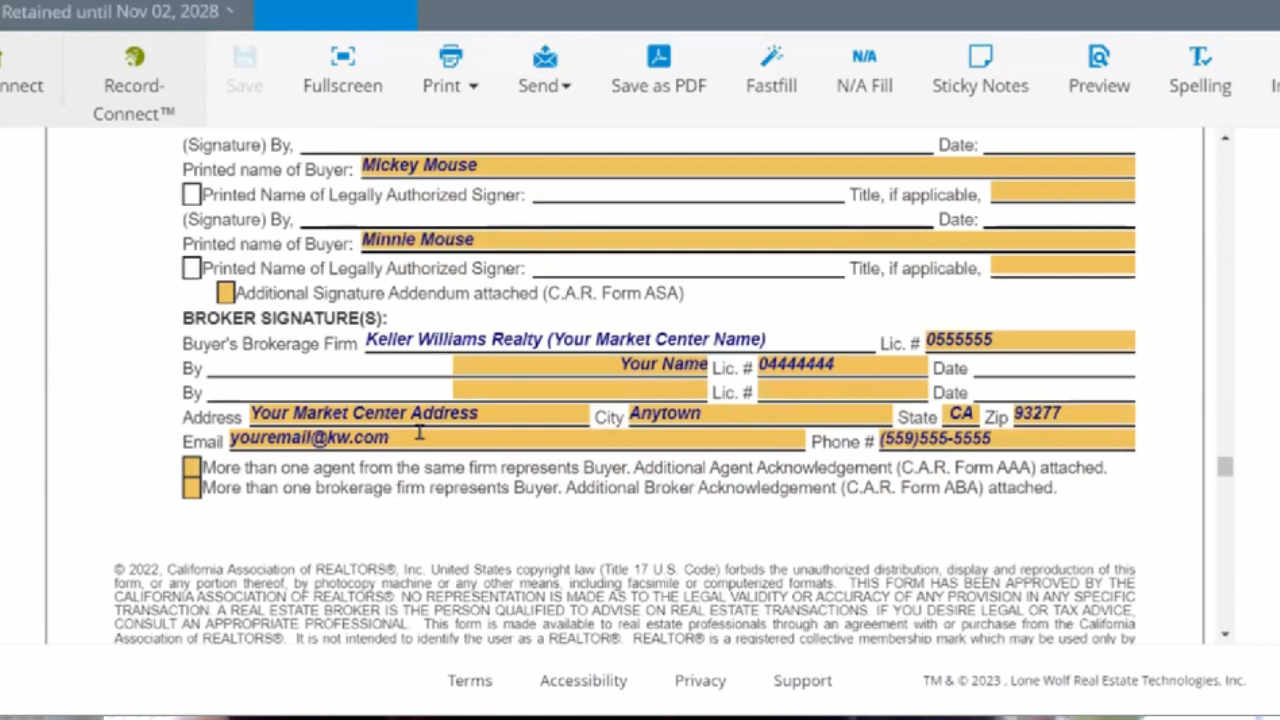 Retained until Nov 02, 2028
nnect Record-Connect™ Save Fullscreen Print Send Save as PDF Fastfill N/A N/A Fill Sticky Notes Preview Spelling
(Signature) By, Date:
Printed name of Buyer: Mickey Mouse
Printed Name of Legally Authorized Signer: Title, if applicable,
(Signature) By, Date:
Printed name of Buyer: Minnie Mouse
Printed Name of Legally Authorized Signer: Title, if applicable,
Additional Signature Addendum attached (C.A.R. Form ASA)
BROKER SIGNATURE(S):
Buyer's Brokerage Firm Keller Williams Realty (Your Market Center Name) Lic. # 0555555
By Your Name Lic. # 04444444 Date
By Lic. # Date
Address Your Market Center Address City Anytown State CA Zip 93277
Email youremail@kw.com Phone # (559)555-5555
More than one agent from the same firm represents Buyer. Additional Agent Acknowledgement (C.A.R. Form AAA) attached.
More than one brokerage firm represents Buyer. Additional Broker Acknowledgement (C.A.R. Form ABA) attached.
© 2022, California Association of REALTORS®, Inc. United States copyright law (Title 17 U.S. Code) forbids the unauthorized distribution, display and reproduction of this
form, or any portion thereof, by photocopy machine or any other means, including facsimile or computerized formats. THIS FORM HAS BEEN APPROVED BY THE
CALIFORNIA ASSOCIATION OF REALTORS®. NO REPRESENTATION IS MADE AS TO THE LEGAL VALIDITY OR ACCURACY OF ANY PROVISION IN ANY SPECIFIC
TRANSACTION. A REAL ESTATE BROKER IS THE PERSON QUALIFIED TO ADVISE ON REAL ESTATE TRANSACTIONS. IF YOU DESIRE LEGAL OR TAX ADVICE,
CONSULT AN APPROPRIATE PROFESSIONAL. This form is made available to real estate professionals through an agreement with or purchase from the California
Association of REALTORS®. It is not intended to identify the user as a REALTOR®. REALTOR® is a registered collective membership mark which may be used only by
Terms Accessibility Privacy Support TM & © 2023 . Lone Wolf Real Estate Technologies, Inc.